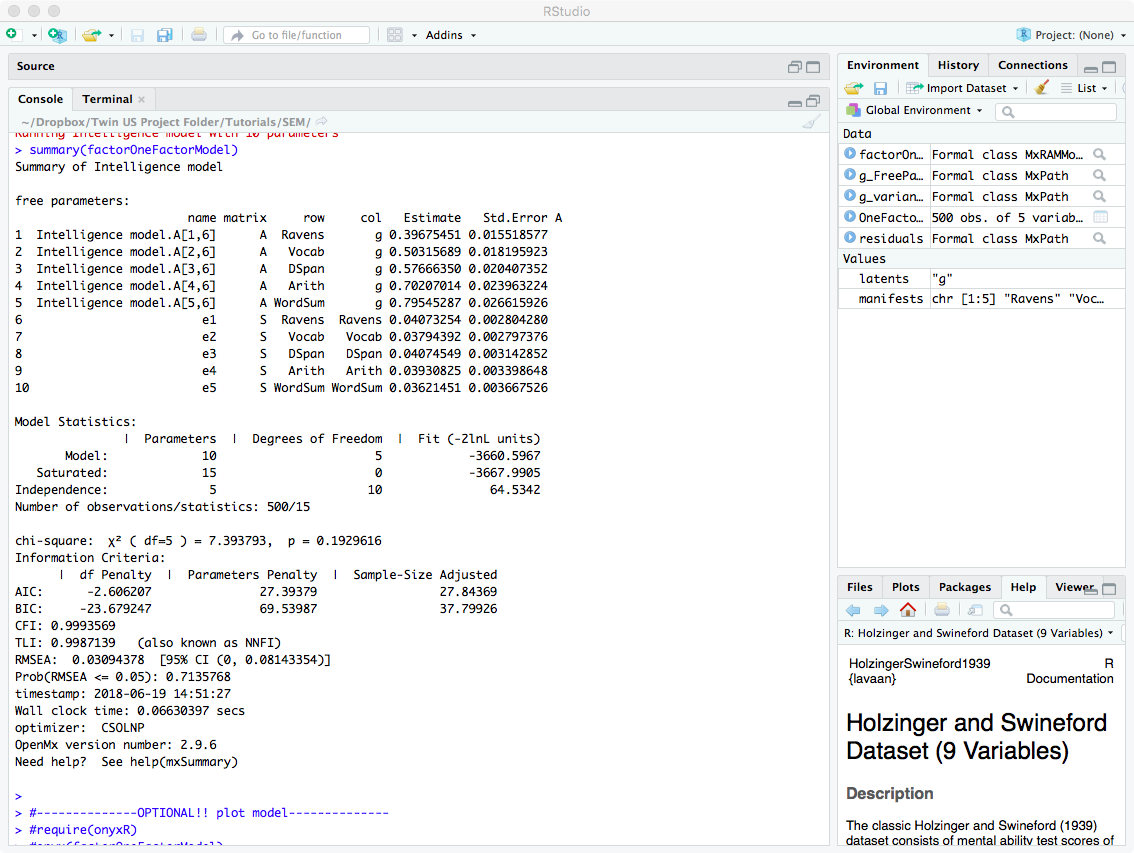 RStudio
Go to file/function
Addins
Project: (None)
Source
Console Terminal
~/Dropbox/Twin US Project Folder/Tutorials/SEM/
Running Intelligence model with 10 parameters
> summary(factorOneFactorModel)
Summary of Intelligence model
free parameters:
name matrix row col Estimate Std.Error A
1 Intelligence model.A[1,6] A Ravens g 0.39675451 0.015518577
2 Intelligence model.A[2,6] A Vocab g 0.50315689 0.018195923
3 Intelligence model.A[3,6] A DSpan g 0.57666350 0.020407352
4 Intelligence model.A[4,6] A Arith g 0.70207014 0.023963224
5 Intelligence model.A[5,6] A WordSum g 0.79545287 0.026615926
6 e1 S Ravens Ravens 0.04073254 0.002804280
7 e2 S Vocab Vocab 0.03794392 0.002797376
8 e3 S DSpan DSpan 0.04074549 0.003142852
9 e4 S Arith Arith 0.03930825 0.003398648
10 e5 S WordSum WordSum 0.03621451 0.003667526
Model Statistics:
| Parameters | Degrees of Freedom | Fit (-2lnL units)
Model: 10 5 -3660.5967
Saturated: 15 0 -3667.9905
Independence: 5 10 64.5342
Number of observations/statistics: 500/15
chi-square: χ² ( df=5 ) = 7.393793, p = 0.1929616
Information Criteria:
| df Penalty | Parameters Penalty | Sample-Size Adjusted
AIC: -2.606207 27.39379 27.84369
BIC: -23.679247 69.53987 37.79926
CFI: 0.9993569
TLI: 0.9987139 (also known as NNFI)
RMSEA: 0.03094378 [95% CI (0, 0.08143354)]
Prob(RMSEA <= 0.05): 0.7135768
timestamp: 2018-06-19 14:51:27
Wall clock time: 0.06630397 secs
optimizer: CSOLNP
OpenMx version number: 2.9.6
Need help? See help(mxSummary)
>
> #--------------OPTIONAL!! plot model--------------
> #require(onyxR)
> #onyx(factorOneFactorModel)
Environment History Connections
Import Dataset List
Global Environment
Data
factorOn… Formal class MxRAMMo…
g_FreePa… Formal class MxPath
g_varian… Formal class MxPath
OneFacto… 500 obs. of 5 variab…
residuals Formal class MxPath
Values
latents "g"
manifests chr [1:5] "Ravens" "Voc…
Files Plots Packages Help Viewer
R: Holzinger and Swineford Dataset (9 Variables)
HolzingerSwineford1939 {lavaan}
R Documentation
Holzinger and Swineford
Dataset (9 Variables)
Description
The classic Holzinger and Swineford (1939)
dataset consists of mental ability test scores of